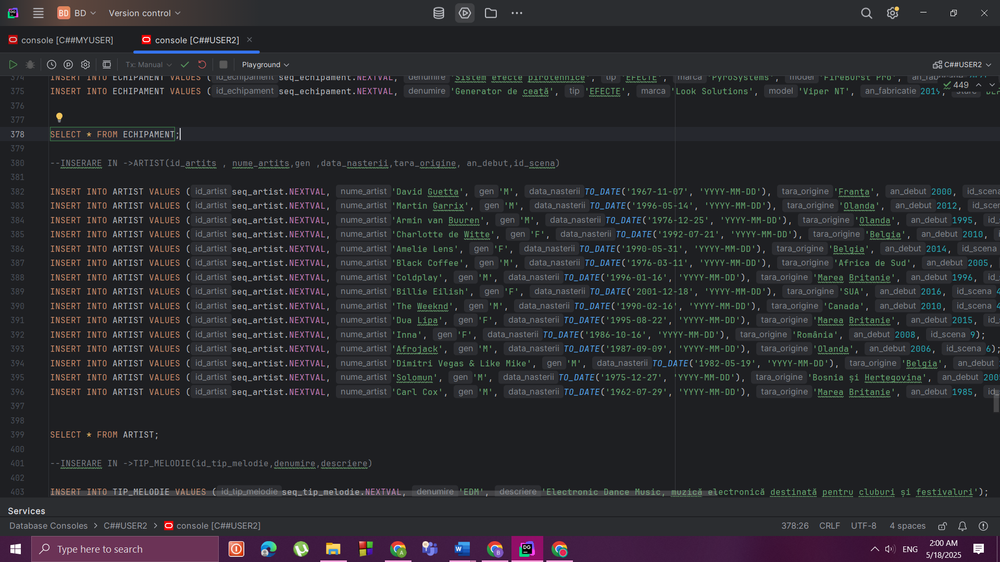 BD BD Version control
console [C##MYUSER] console [C##USER2]
Tx: Manual Playground C##USER2
374 INSERT INTO ECHIPAMENT VALUES ( id_echipament seq_echipament.NEXTVAL, denumire 'Sistem efecte pirotehnice', tip 'EFECTE', marca 'PyroSystems', model 'FireBurst Pro', an_fabricatie 2021
449
375 INSERT INTO ECHIPAMENT VALUES ( id_echipament seq_echipament.NEXTVAL, denumire 'Generator de ceață', tip 'EFECTE', marca 'Look Solutions', model 'Viper NT', an_fabricatie 2019, stare
376
377
378 SELECT * FROM ECHIPAMENT;
379
380 --INSERARE IN ->ARTIST(id_artits , nume_artits,gen ,data_nasterii,tara_origine, an_debut,id_scena)
381
382 INSERT INTO ARTIST VALUES ( id_artist seq_artist.NEXTVAL, nume_artist 'David Guetta', gen 'M', data_nasterii TO_DATE('1967-11-07', 'YYYY-MM-DD'), tara_origine 'Franta', an_debut 2000, id_scena
383 INSERT INTO ARTIST VALUES ( id_artist seq_artist.NEXTVAL, nume_artist 'Martin Garrix', gen 'M', data_nasterii TO_DATE('1996-05-14', 'YYYY-MM-DD'), tara_origine 'Olanda', an_debut 2012, id_scen
384 INSERT INTO ARTIST VALUES ( id_artist seq_artist.NEXTVAL, nume_artist 'Armin van Buuren', gen 'M', data_nasterii TO_DATE('1976-12-25', 'YYYY-MM-DD'), tara_origine 'Olanda', an_debut 1995, id_
385 INSERT INTO ARTIST VALUES ( id_artist seq_artist.NEXTVAL, nume_artist 'Charlotte de Witte', gen 'F', data_nasterii TO_DATE('1992-07-21', 'YYYY-MM-DD'), tara_origine 'Belgia', an_debut 2010,
386 INSERT INTO ARTIST VALUES ( id_artist seq_artist.NEXTVAL, nume_artist 'Amelie Lens', gen 'F', data_nasterii TO_DATE('1990-05-31', 'YYYY-MM-DD'), tara_origine 'Belgia', an_debut 2014, id_scena
387 INSERT INTO ARTIST VALUES ( id_artist seq_artist.NEXTVAL, nume_artist 'Black Coffee', gen 'M', data_nasterii TO_DATE('1976-03-11', 'YYYY-MM-DD'), tara_origine 'Africa de Sud', an_debut 2005,
388 INSERT INTO ARTIST VALUES ( id_artist seq_artist.NEXTVAL, nume_artist 'Coldplay', gen 'M', data_nasterii TO_DATE('1996-01-16', 'YYYY-MM-DD'), tara_origine 'Marea Britanie', an_debut 1996, id_s
389 INSERT INTO ARTIST VALUES ( id_artist seq_artist.NEXTVAL, nume_artist 'Billie Eilish', gen 'F', data_nasterii TO_DATE('2001-12-18', 'YYYY-MM-DD'), tara_origine 'SUA', an_debut 2016, id_scena 4
390 INSERT INTO ARTIST VALUES ( id_artist seq_artist.NEXTVAL, nume_artist 'The Weeknd', gen 'M', data_nasterii TO_DATE('1990-02-16', 'YYYY-MM-DD'), tara_origine 'Canada', an_debut 2010, id_scena 4
391 INSERT INTO ARTIST VALUES ( id_artist seq_artist.NEXTVAL, nume_artist 'Dua Lipa', gen 'F', data_nasterii TO_DATE('1995-08-22', 'YYYY-MM-DD'), tara_origine 'Marea Britanie', an_debut 2015, id_s
392 INSERT INTO ARTIST VALUES ( id_artist seq_artist.NEXTVAL, nume_artist 'Inna', gen 'F', data_nasterii TO_DATE('1986-10-16', 'YYYY-MM-DD'), tara_origine 'România', an_debut 2008, id_scena 9);
393 INSERT INTO ARTIST VALUES ( id_artist seq_artist.NEXTVAL, nume_artist 'Afrojack', gen 'M', data_nasterii TO_DATE('1987-09-09', 'YYYY-MM-DD'), tara_origine 'Olanda', an_debut 2006, id_scena 6);
394 INSERT INTO ARTIST VALUES ( id_artist seq_artist.NEXTVAL, nume_artist 'Dimitri Vegas & Like Mike', gen 'M', data_nasterii TO_DATE('1982-05-19', 'YYYY-MM-DD'), tara_origine 'Belgia', an_debut
395 INSERT INTO ARTIST VALUES ( id_artist seq_artist.NEXTVAL, nume_artist 'Solomun', gen 'M', data_nasterii TO_DATE('1975-12-27', 'YYYY-MM-DD'), tara_origine 'Bosnia și Herțegovina', an_debut 2005
396 INSERT INTO ARTIST VALUES ( id_artist seq_artist.NEXTVAL, nume_artist 'Carl Cox', gen 'M', data_nasterii TO_DATE('1962-07-29', 'YYYY-MM-DD'), tara_origine 'Marea Britanie', an_debut 1985, id_s
397
398
399 SELECT * FROM ARTIST;
400
401 --INSERARE IN ->TIP_MELODIE(id_tip_melodie,denumire,descriere)
402
403 INSERT INTO TIP_MELODIE VALUES ( id_tip_melodie seq_tip_melodie.NEXTVAL, denumire 'EDM', descriere 'Electronic Dance Music, muzică electronică destinată pentru cluburi și festivaluri');
Services
Database Consoles > C##USER2 > console [C##USER2] 378:26 CRLF UTF-8 4 spaces
Type here to search ENG 2:00 AM
5/18/2025